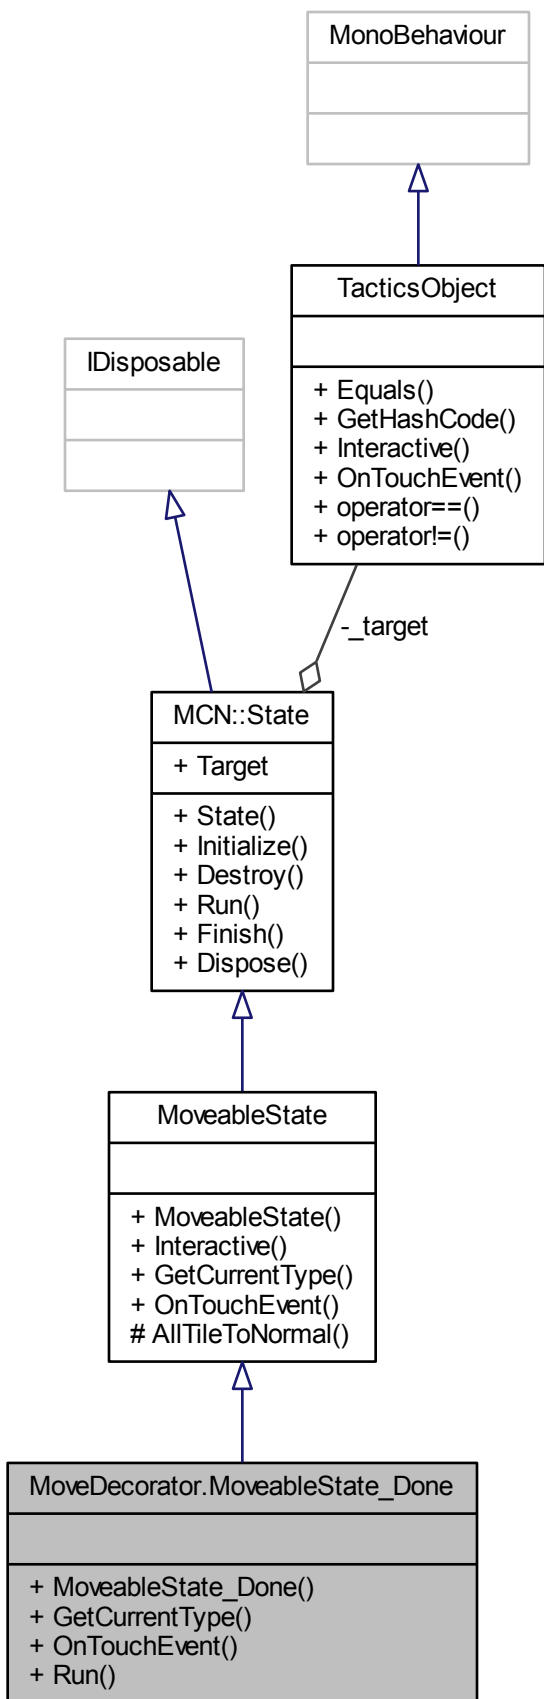 MonoBehaviour
TacticsObject
+ Equals()
+ GetHashCode()
+ Interactive()
+ OnTouchEvent()
+ operator==()
+ operator!=()
IDisposable
-_target
MCN::State
+ Target
+ State()
+ Initialize()
+ Destroy()
+ Run()
+ Finish()
+ Dispose()
MoveableState
+ MoveableState()
+ Interactive()
+ GetCurrentType()
+ OnTouchEvent()
# AllTileToNormal()
MoveDecorator.MoveableState_Done
+ MoveableState_Done()
+ GetCurrentType()
+ OnTouchEvent()
+ Run()